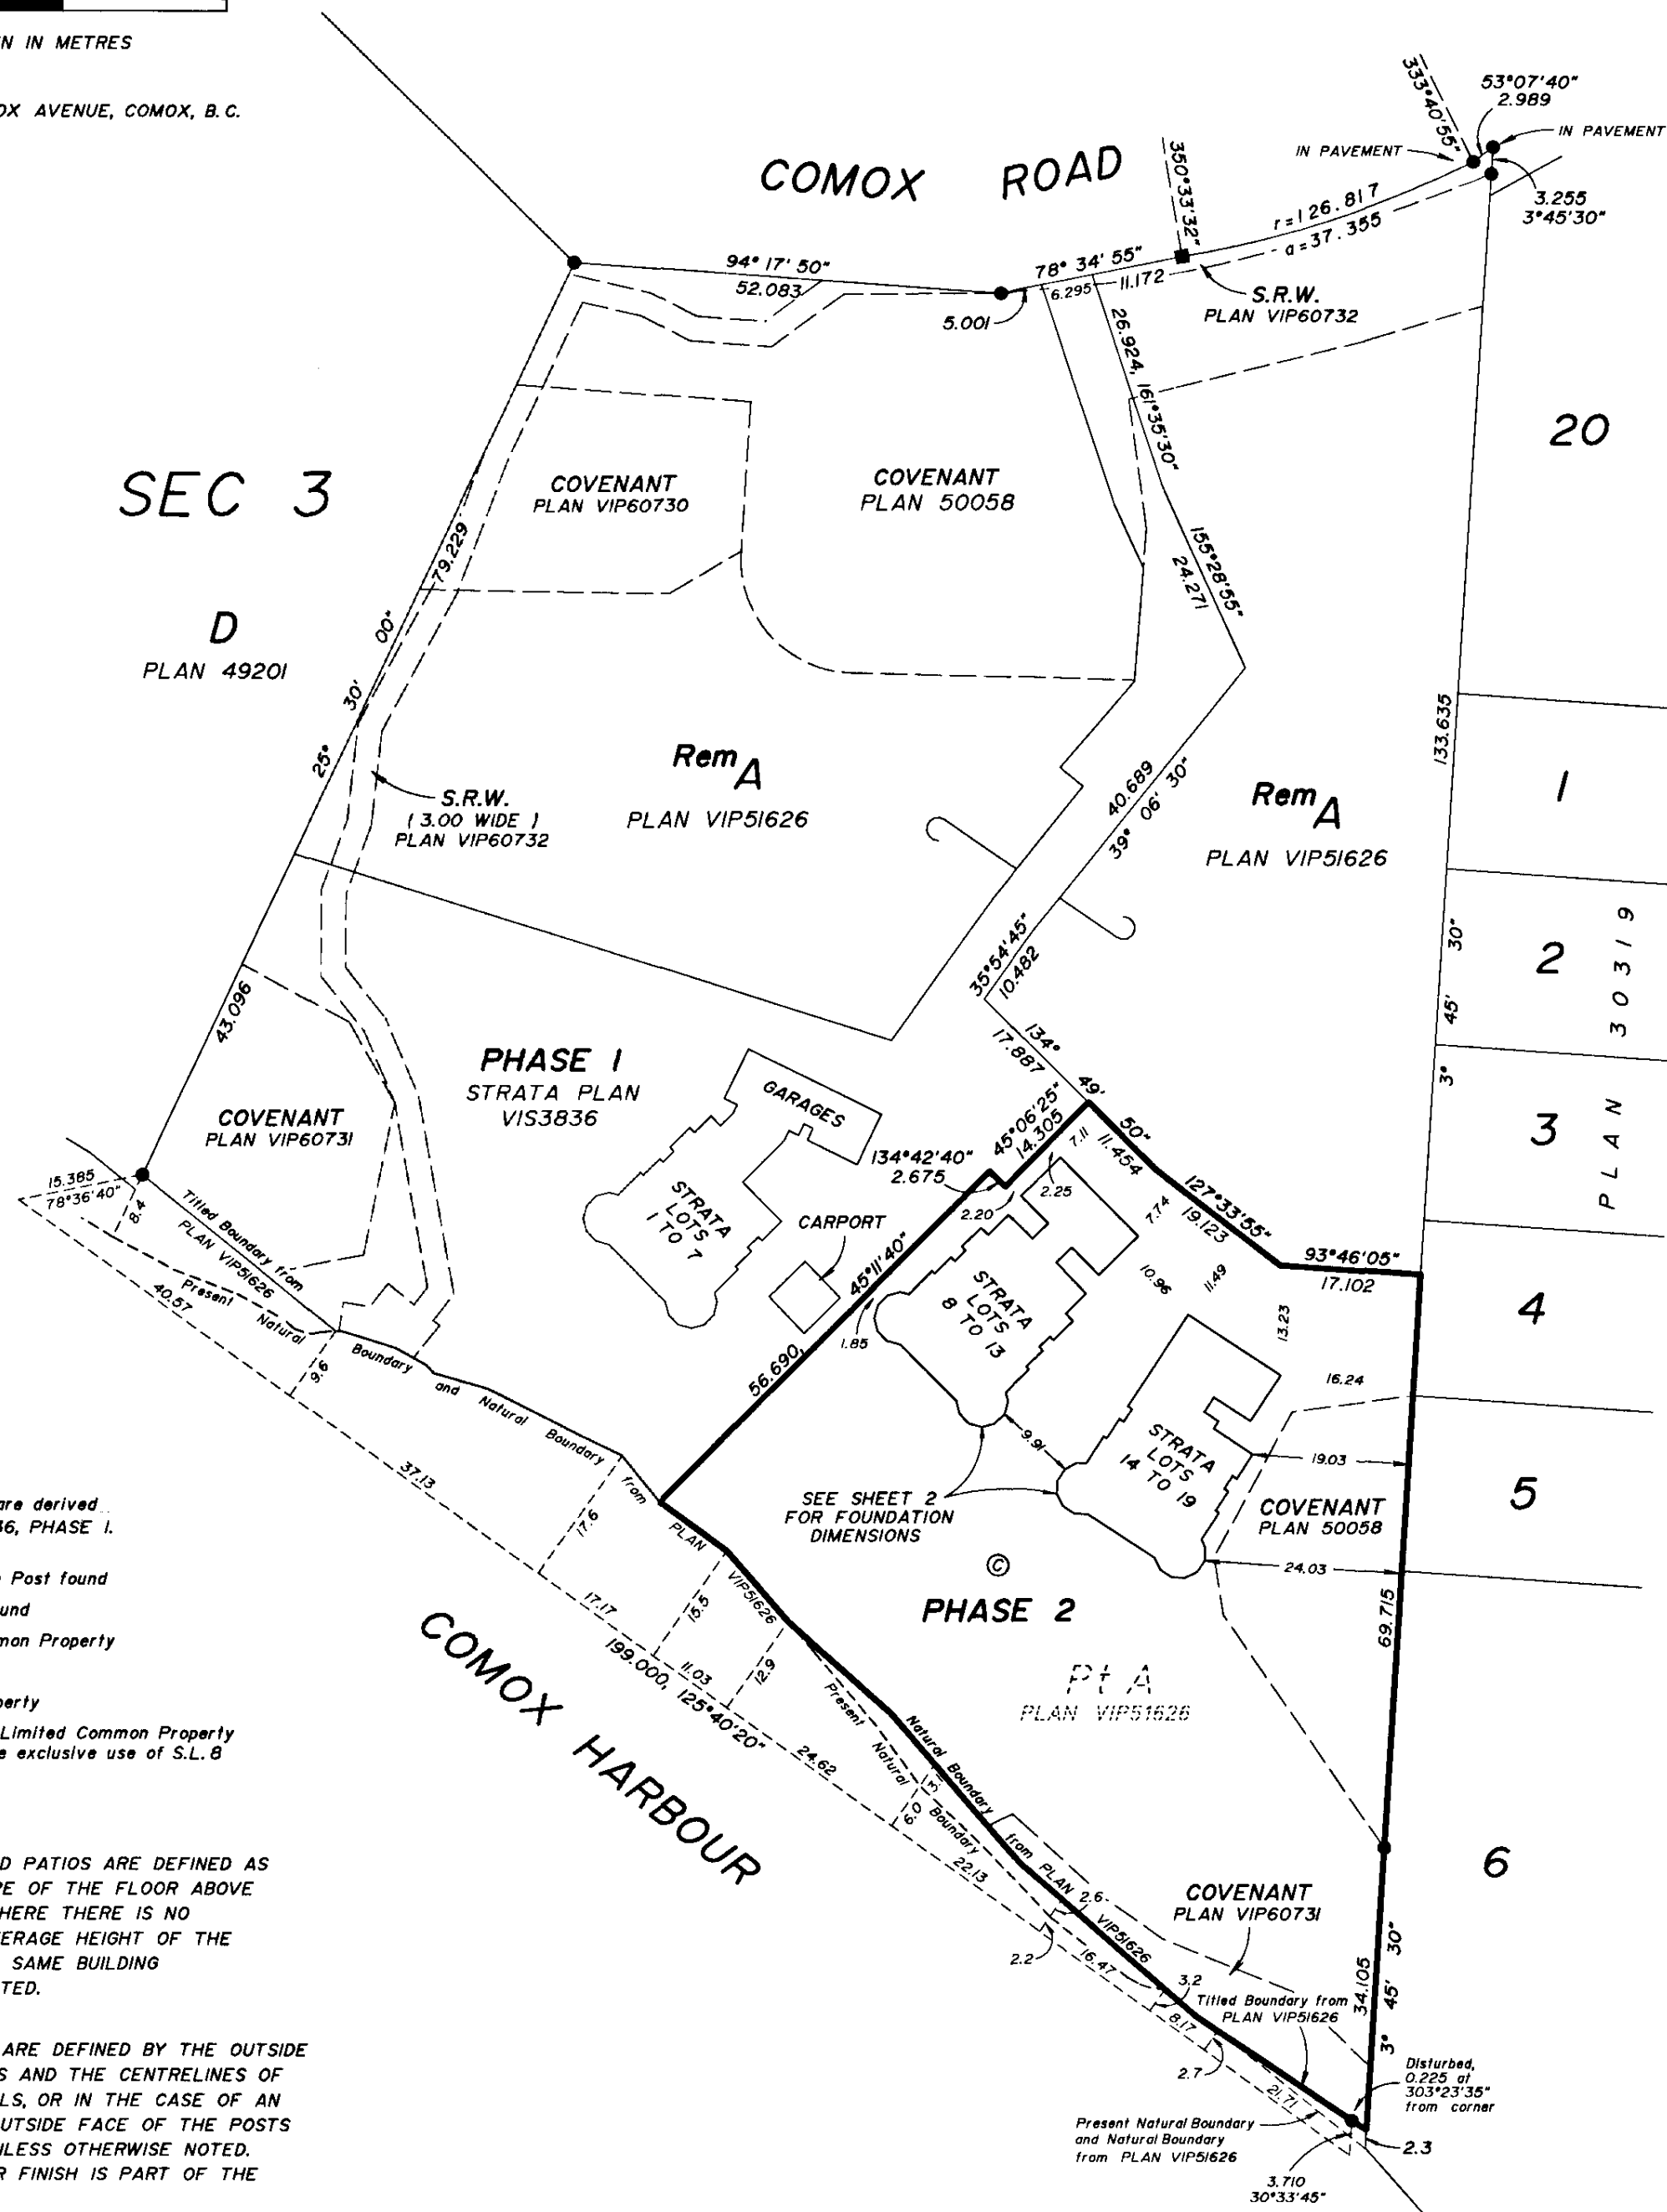 N IN METRES
OX AVENUE, COMOX, B.C.
COMOX ROAD
333°40'55"
53°07'40"
2.989
IN PAVEMENT
IN PAVEMENT
3.255
3°45'30"
350°33'32"
r=126.817
a=37.355
94° 17' 50"
52.083
78° 34' 55"
6.295
11.172
5.001
S.R.W.
PLAN VIP60732
26.924, 161°35'30"
20
SEC 3
COVENANT
PLAN VIP60730
COVENANT
PLAN 50058
79.229
155°28'55"
24.271
D
PLAN 49201
25° 30' 00"
133.635
Rem A
PLAN VIP51626
S.R.W.
( 3.00 WIDE )
PLAN VIP60732
40.689
39° 06' 30"
Rem A
PLAN VIP51626
1
35°54'45"
10.482
3° 45' 30"
2
PLAN 30319
43.096
PHASE 1
STRATA PLAN
VIS3836
GARAGES
134° 49' 50"
17.887
11.454
45°06'25"
14.305
7.11
3
COVENANT
PLAN VIP60731
134°42'40"
2.675
2.25
2.20
127°33'55"
19.123
7.74
15.385
78°36'40"
8.4
Titled Boundary from
PLAN VIP51626
STRATA
LOTS
1 TO 7
CARPORT
45°11'40"
56.690,
1.85
STRATA
LOTS
8 TO 13
10.96
11.49
93°46'05"
17.102
13.23
4
40.57
Present Natural Boundary and Natural Boundary from PLAN VIP51626
9.6
16.24
37.13
9.91
STRATA
LOTS
14 TO 19
19.03
17.6
SEE SHEET 2
FOR FOUNDATION
DIMENSIONS
COVENANT
PLAN 50058
5
are derived
36, PHASE 1.
Post found
und
mon Property
perty
Limited Common Property
e exclusive use of S.L. 8
24.03
©
PHASE 2
69.715
17.17
15.5
11.03
12.9
199.000, 125°40'20"
COMOX HARBOUR
Pt A
PLAN VIP51626
24.62
Present Natural Boundary
Natural Boundary from PLAN VIP51626
1.3
6.0
22.13
6
D PATIOS ARE DEFINED AS
PE OF THE FLOOR ABOVE
HERE THERE IS NO
ERAGE HEIGHT OF THE
SAME BUILDING
TED.
COVENANT
PLAN VIP60731
2.6
2.2
16.47
3.2
8.17
2.7
Titled Boundary from
PLAN VIP51626
34.105
3° 45' 30"
ARE DEFINED BY THE OUTSIDE
S AND THE CENTRELINES OF
LS, OR IN THE CASE OF AN
UTSIDE FACE OF THE POSTS
NLESS OTHERWISE NOTED.
R FINISH IS PART OF THE
21.71
Disturbed,
0.225 at
303°23'35"
from corner
Present Natural Boundary
and Natural Boundary
from PLAN VIP51626
2.3
3.710
30°33'45"